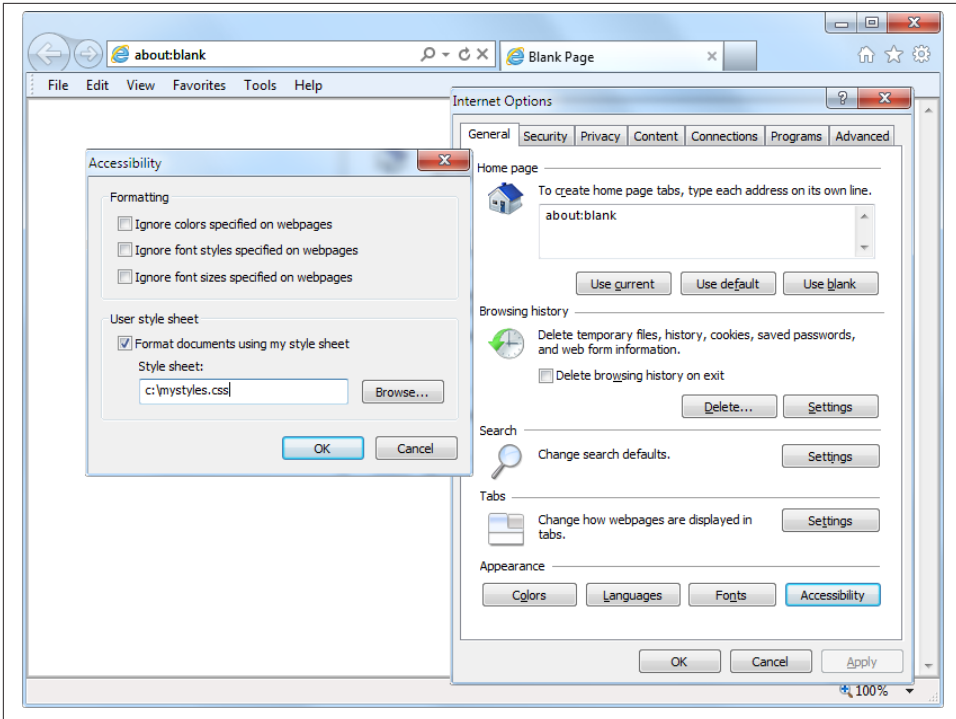 about:blank
Blank Page
File Edit View Favorites Tools Help
Internet Options
General Security Privacy Content Connections Programs Advanced
Home page
To create home page tabs, type each address on its own line.
about:blank
Use current Use default Use blank
Browsing history
Delete temporary files, history, cookies, saved passwords,
and web form information.
Delete browsing history on exit
Delete... Settings
Search
Change search defaults.
Settings
Tabs
Change how webpages are displayed in
tabs.
Settings
Appearance
Colors Languages Fonts Accessibility
OK Cancel Apply
Accessibility
Formatting
Ignore colors specified on webpages
Ignore font styles specified on webpages
Ignore font sizes specified on webpages
User style sheet
Format documents using my style sheet
Style sheet:
c:\mystyles.css
Browse...
OK Cancel
100%